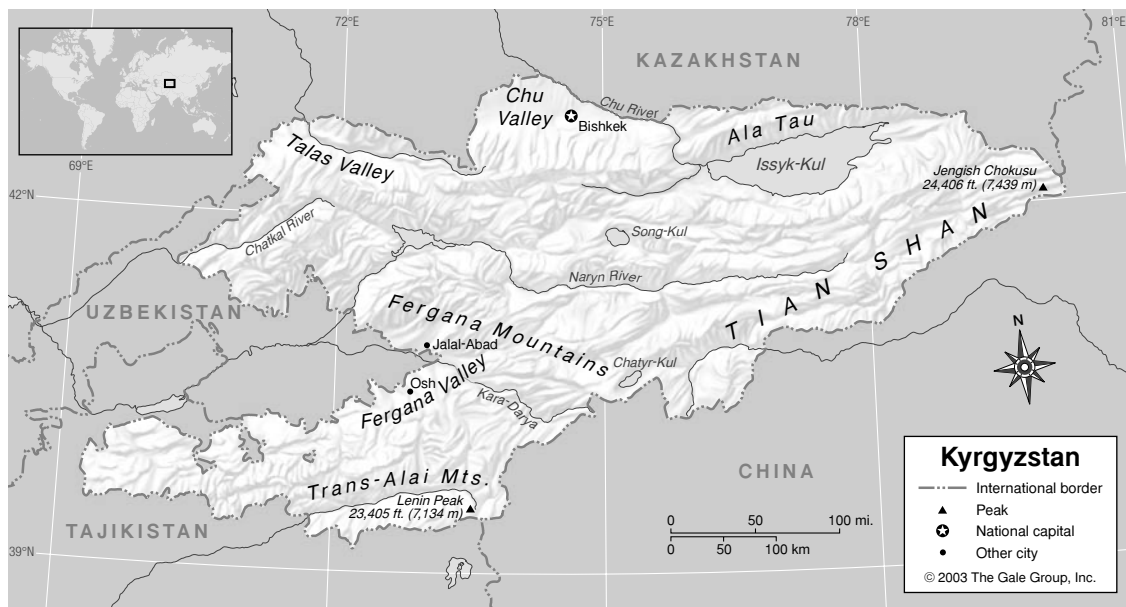 72°E
75°E
78°E
81°E
KAZAKHSTAN
Chu
Valley
Chu River
Bishkek
Ala Tau
Issyk-Kul
Talas Valley
69°E
Jengish Chokusu
24,406 ft. (7,439 m)
42°N
Chatkal River
Song-Kul
TIAN SHAN
Naryn River
UZBEKISTAN
Fergana Mountains
N
Jalal-Abad
Chatyr-Kul
Osh
Fergana Valley
Kara-Darya
CHINA
Trans-Alai Mts.
Lenin Peak
23,405 ft. (7,134 m)
TAJIKISTAN
39°N
0 50 100 mi.
0 50 100 km
Kyrgyzstan
International border
Peak
National capital
Other city
© 2003 The Gale Group, Inc.